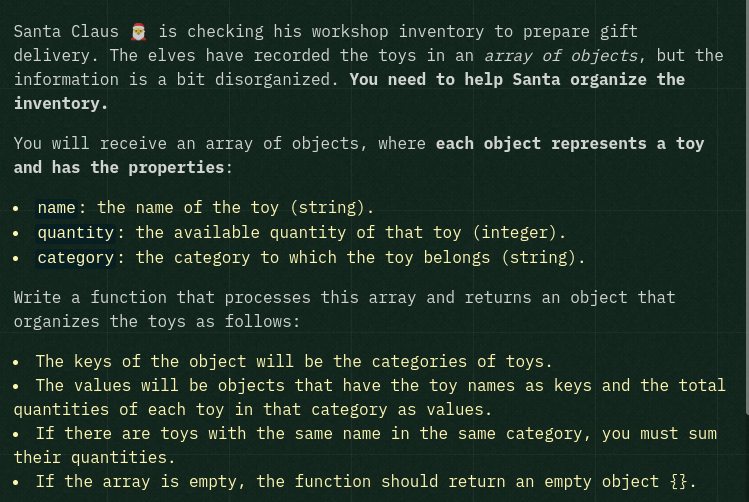 Santa Claus 🎅 is checking his workshop inventory to prepare gift
delivery. The elves have recorded the toys in an array of objects, but the
information is a bit disorganized. You need to help Santa organize the
inventory.
You will receive an array of objects, where each object represents a toy
and has the properties:
• name: the name of the toy (string).
• quantity: the available quantity of that toy (integer).
• category: the category to which the toy belongs (string).
Write a function that processes this array and returns an object that
organizes the toys as follows:
• The keys of the object will be the categories of toys.
• The values will be objects that have the toy names as keys and the total
quantities of each toy in that category as values.
• If there are toys with the same name in the same category, you must sum
their quantities.
• If the array is empty, the function should return an empty object {}.